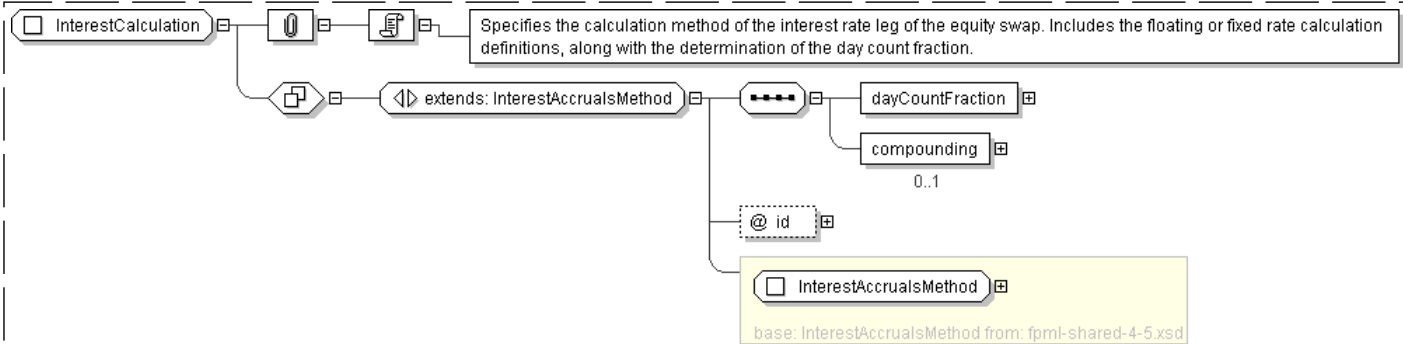 InterestCalculation
Specifies the calculation method of the interest rate leg of the equity swap. Includes the floating or fixed rate calculation
definitions, along with the determination of the day count fraction.
extends: InterestAccrualsMethod
dayCountFraction
compounding
0..1
@ id
InterestAccrualsMethod
base: InterestAccrualsMethod from: fpml-shared-4-5.xsd